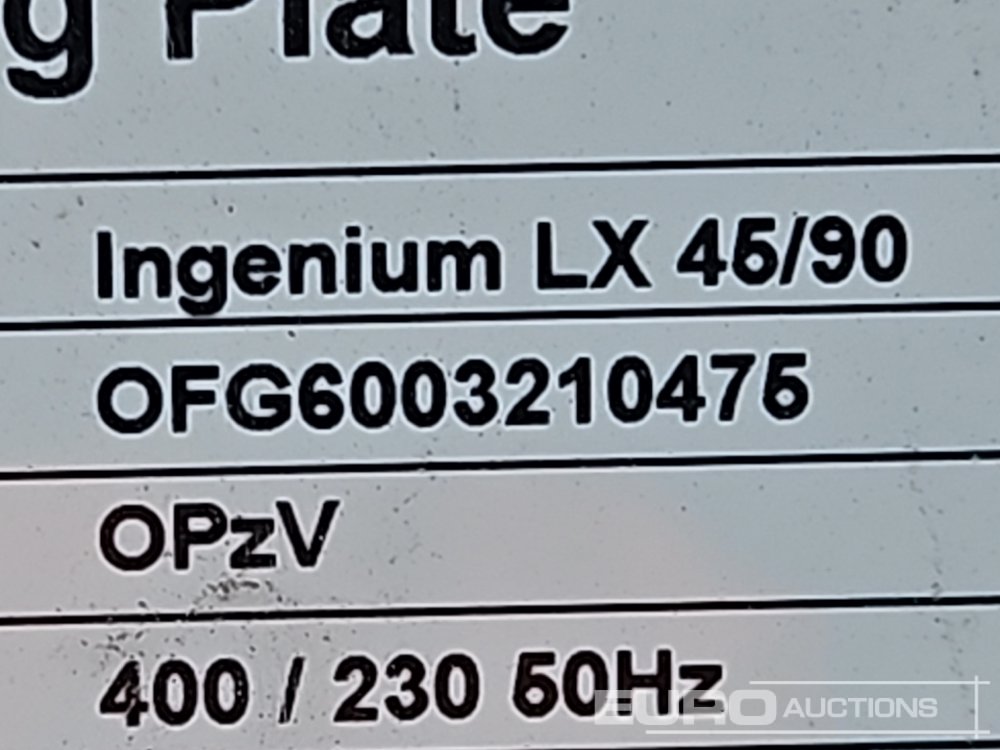 g Plate
Ingenium LX 45/90
OFG6003210475
OPzV
400 / 230 50Hz
EURO AUCTIONS